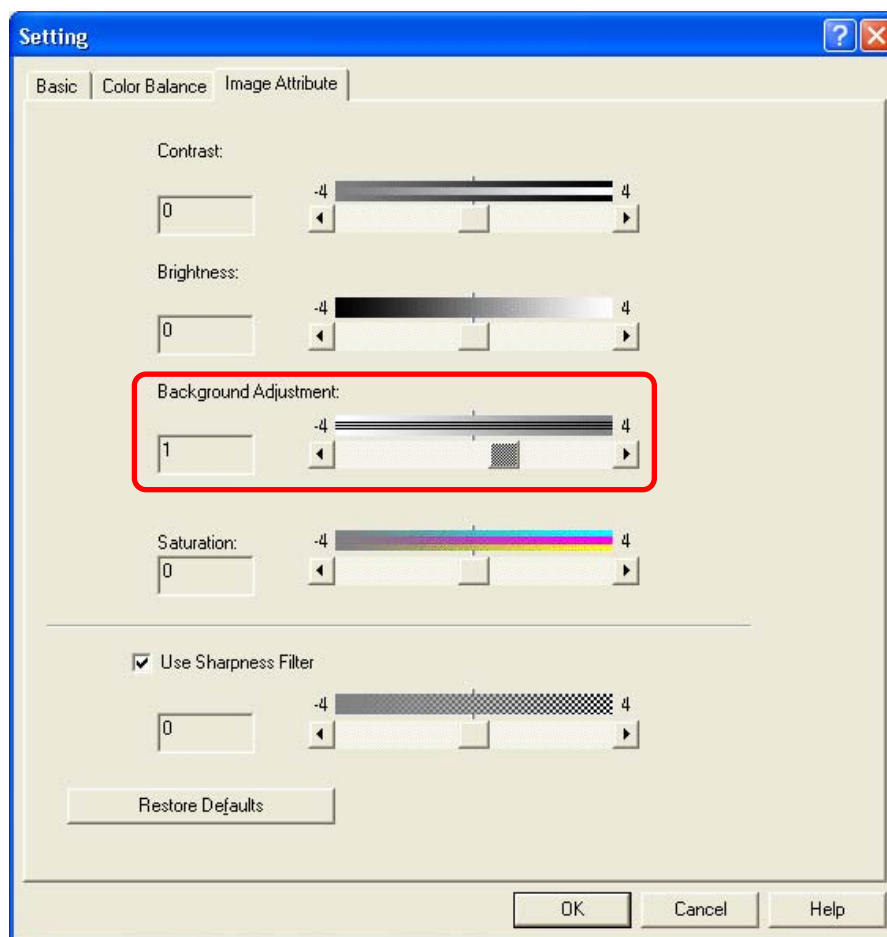 Setting
Basic Color Balance Image Attribute
Contrast:
-4 4
0
Brightness:
-4 4
0
Background Adjustment:
-4 4
1
Saturation:
-4 4
0
Use Sharpness Filter
-4 4
0
Restore Defaults
OK Cancel Help